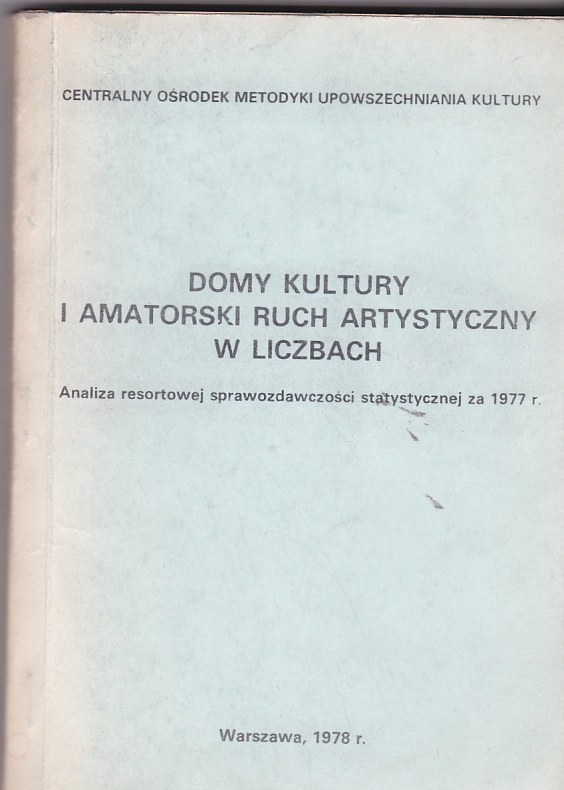 CENTRALNY OŚRODEK METODYKI UPOWSZECHNIANIA KULTURY
DOMY KULTURY
I AMATORSKI RUCH ARTYSTYCZNY
W LICZBACH
Analiza resortowej sprawozdawczości statystycznej za 1977 r.
Warszawa, 1978 r.